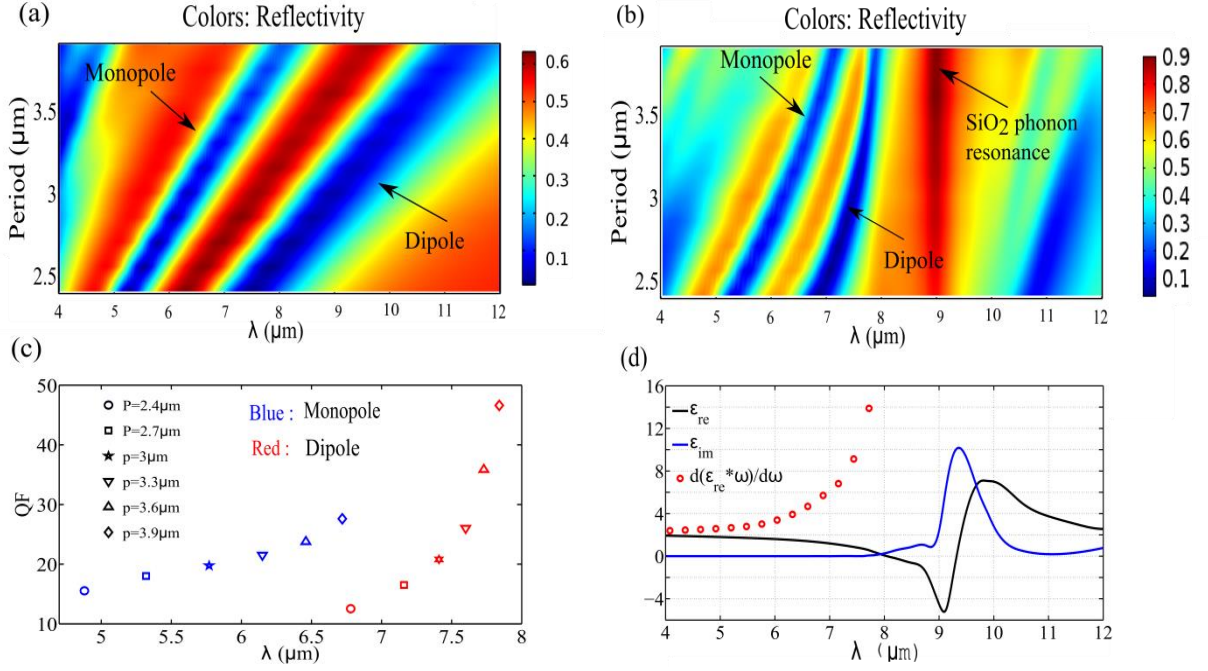 (a)
Colors: Reflectivity
Monopole
Dipole
Period (μm)
3.5
3
2.5
4 5 6 7 8 9 10 11 12
λ (μm)
0.6
0.5
0.4
0.3
0.2
0.1
(b)
Colors: Reflectivity
Monopole
SiO2 phonon
resonance
Dipole
Period (μm)
3.5
3
2.5
4 5 6 7 8 9 10 11 12
λ (μm)
0.9
0.8
0.7
0.6
0.5
0.4
0.3
0.2
0.1
(c)
QF
50
40
30
20
10
P=2.4μm
P=2.7μm
p=3μm
p=3.3μm
p=3.6μm
p=3.9μm
Blue : Monopole
Red : Dipole
5 5.5 6 6.5 7 7.5 8
λ (μm)
(d)
16
12
8
4
0
−4
εre
εim
d(εre*ω)/dω
4 5 6 7 8 9 10 11 12
λ (μm)